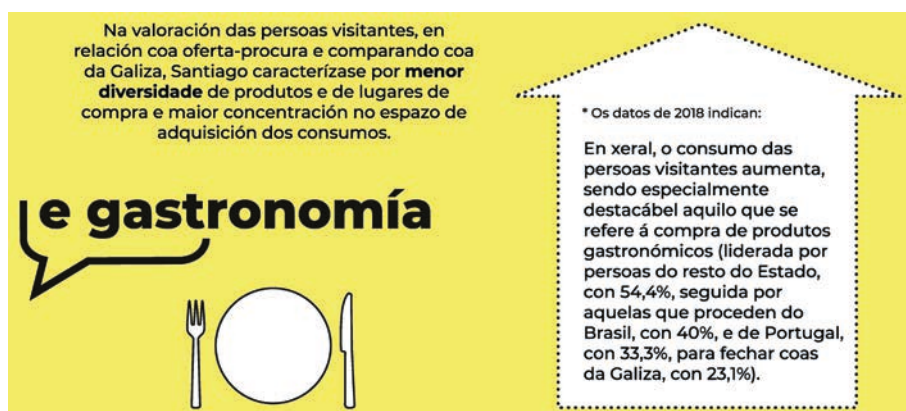 Na valoración das persoas visitantes, en
relación coa oferta-procura e comparando coa
da Galiza, Santiago caracterízase por menor
diversidade de produtos e de lugares de
compra e maior concentración no espazo de
adquisición dos consumos.
e gastronomía
* Os datos de 2018 indican:
En xeral, o consumo das
persoas visitantes aumenta,
sendo especialmente
destacábel aquilo que se
refere á compra de produtos
gastronómicos (liderada por
persoas do resto do Estado,
con 54,4%, seguida por
aquelas que proceden do
Brasil, con 40%, e de Portugal,
con 33,3%, para fechar coas
da Galiza, con 23,1%).